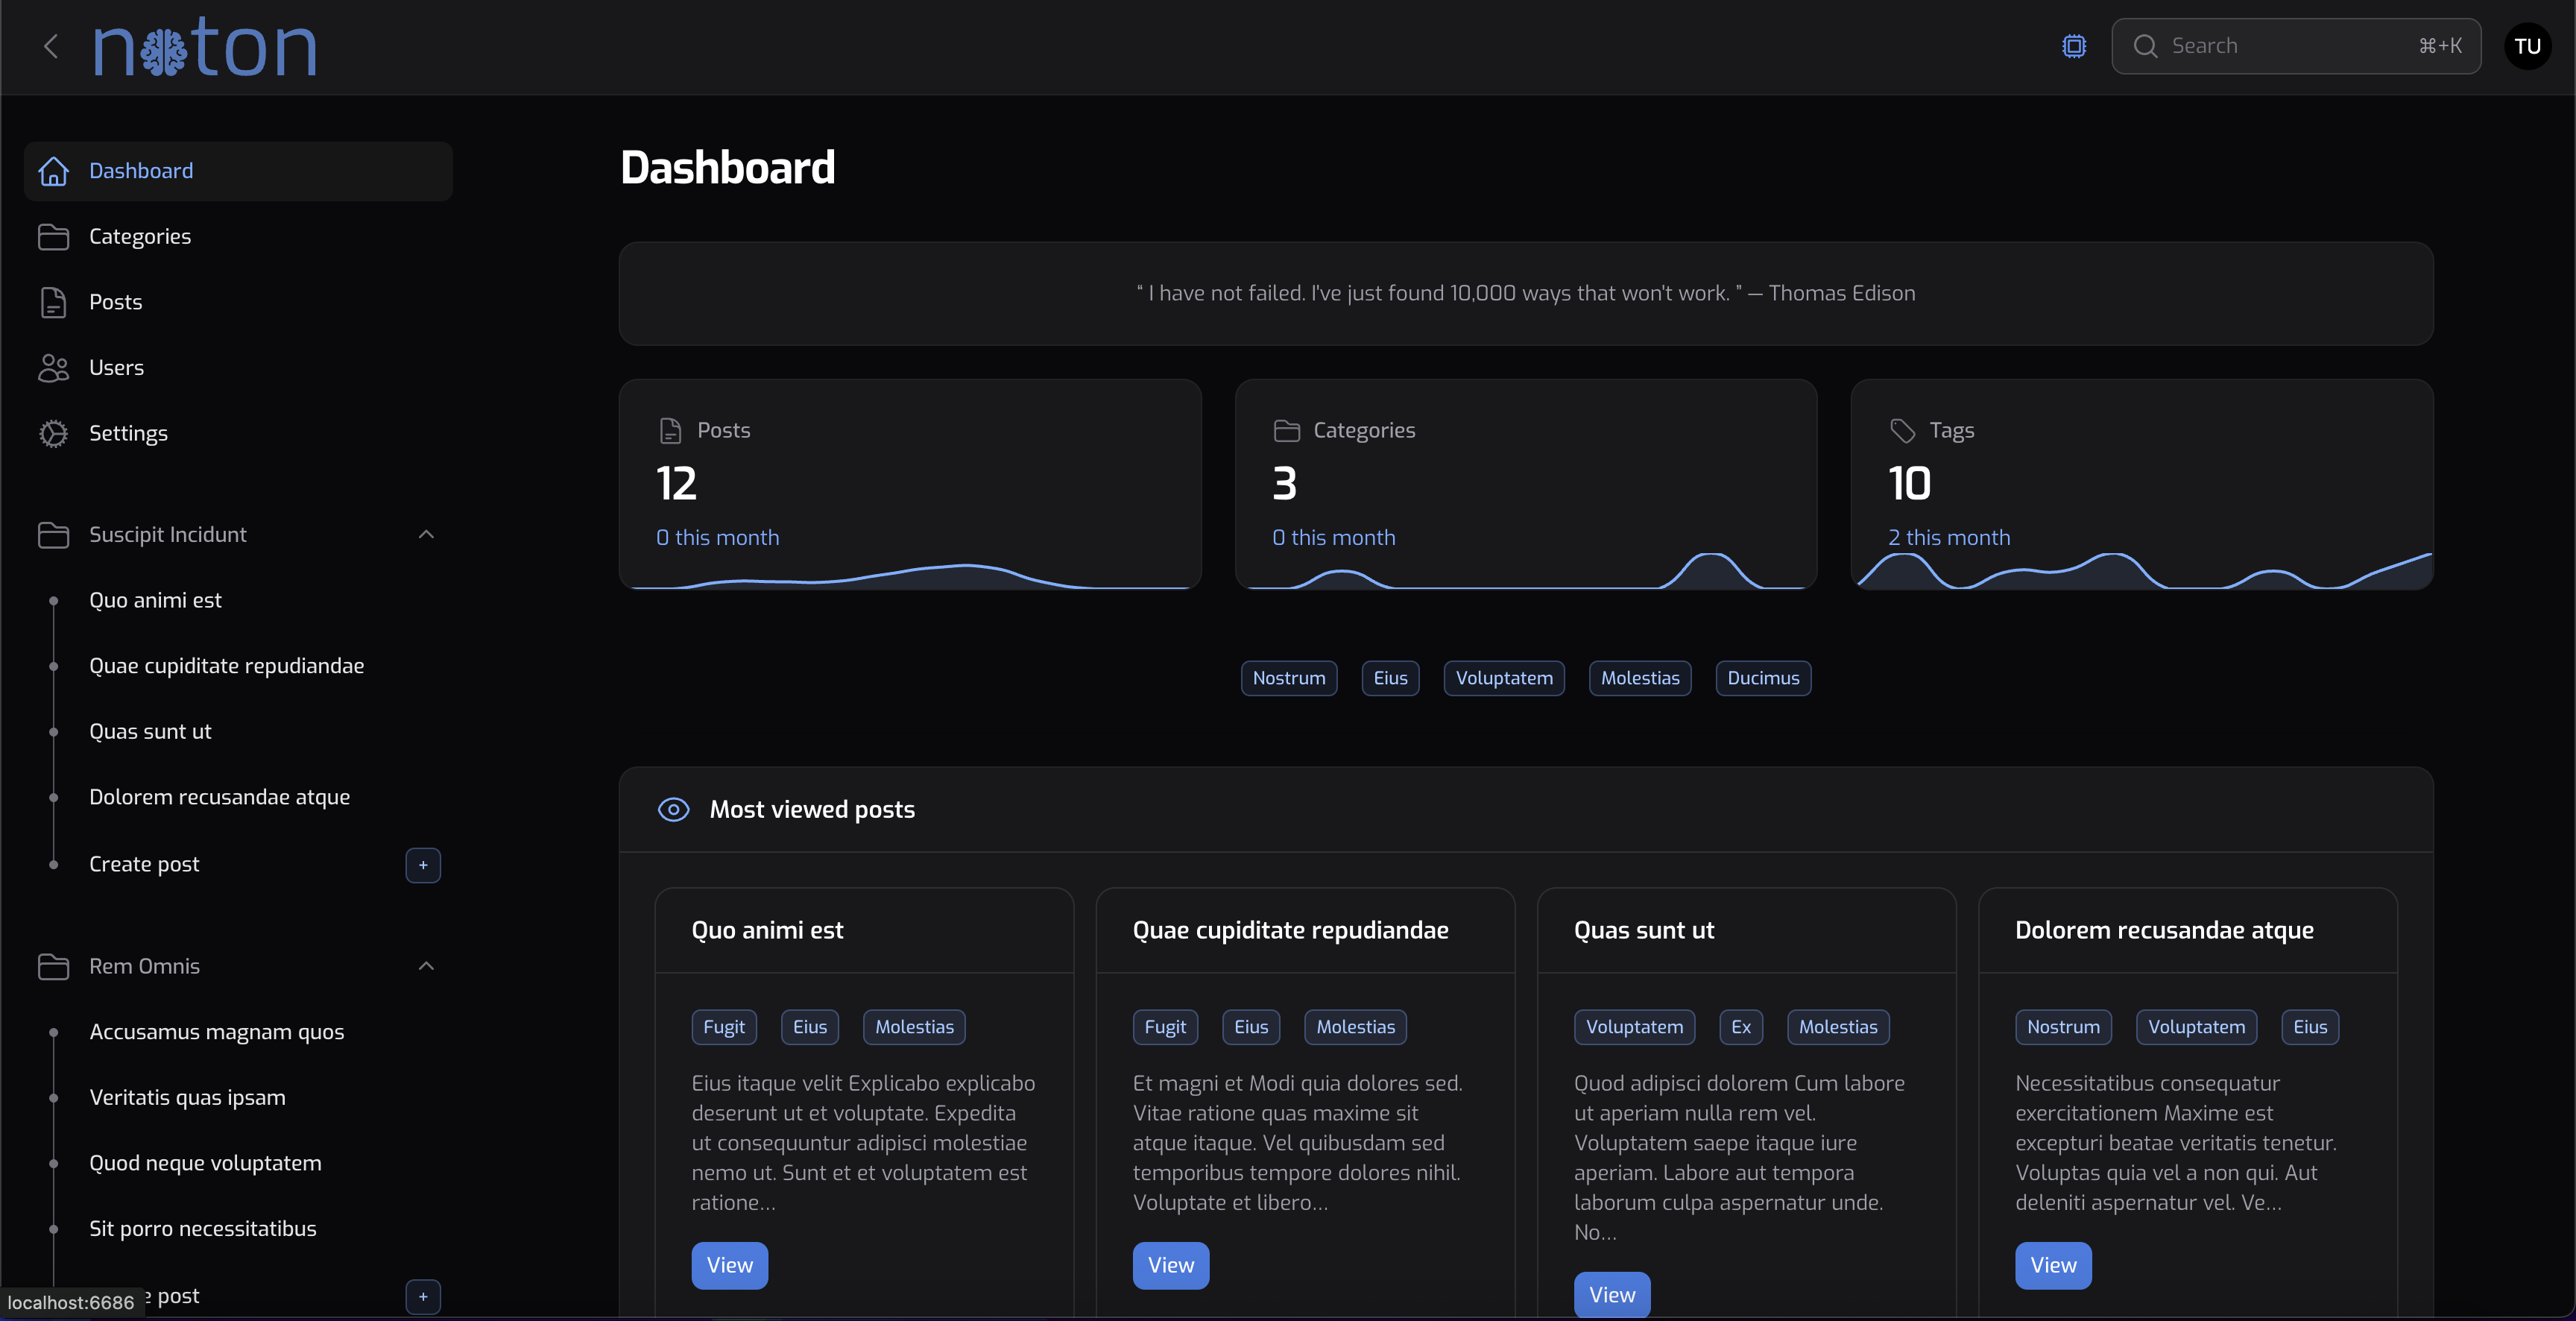 noton
Search
⌘+K
TU
Dashboard
Categories
Posts
Users
Settings
Suscipit Incidunt
Quo animi est
Quae cupiditate repudiandae
Quas sunt ut
Dolorem recusandae atque
Create post
+
Rem Omnis
Accusamus magnam quos
Veritatis quas ipsam
Quod neque voluptatem
Sit porro necessitatibus
e post
+
localhost:6686
Dashboard
“ I have not failed. I've just found 10,000 ways that won't work. ” — Thomas Edison
Posts
12
0 this month
Categories
3
0 this month
Tags
10
2 this month
Nostrum Eius Voluptatem Molestias Ducimus
Most viewed posts
Quo animi est
Fugit Eius Molestias
Eius itaque velit Explicabo explicabo
deserunt ut et voluptate. Expedita
ut consequuntur adipisci molestiae
nemo ut. Sunt et et voluptatem est
ratione...
View
Quae cupiditate repudiandae
Fugit Eius Molestias
Et magni et Modi quia dolores sed.
Vitae ratione quas maxime sit
atque itaque. Vel quibusdam sed
temporibus tempore dolores nihil.
Voluptate et libero...
View
Quas sunt ut
Voluptatem Ex Molestias
Quod adipisci dolorem Cum labore
ut aperiam nulla rem vel.
Voluptatem saepe itaque iure
aperiam. Labore aut tempora
laborum culpa aspernatur unde.
No...
View
Dolorem recusandae atque
Nostrum Voluptatem Eius
Necessitatibus consequatur
exercitationem Maxime est
excepturi beatae veritatis tenetur.
Voluptas quia vel a non qui. Aut
deleniti aspernatur vel. Ve...
View